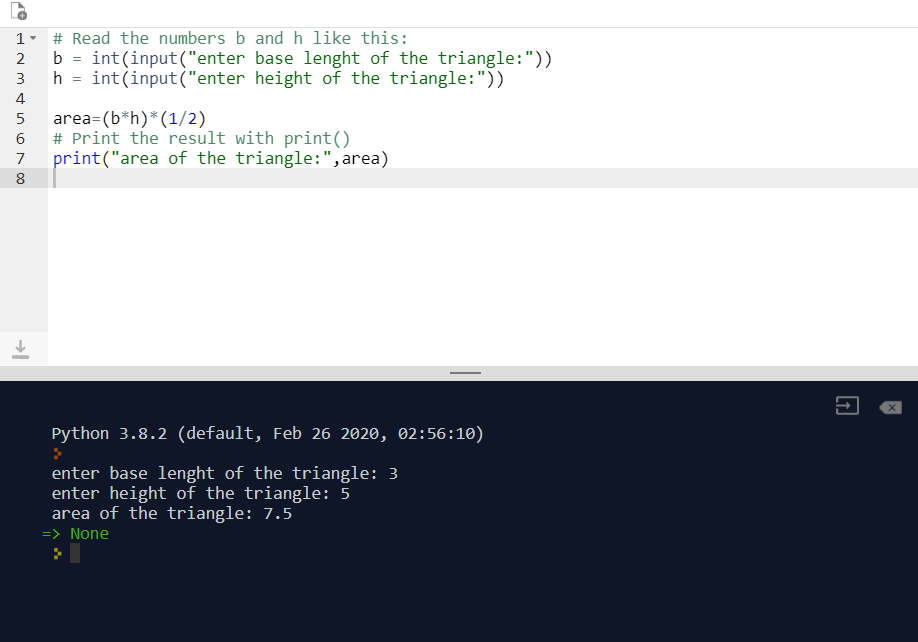 1 # Read the numbers b and h like this:
2 b = int(input("enter base lenght of the triangle:"))
3 h = int(input("enter height of the triangle:"))
4
5 area=(b*h)*(1/2)
6 # Print the result with print()
7 print("area of the triangle:",area)
8
Python 3.8.2 (default, Feb 26 2020, 02:56:10)
enter base lenght of the triangle: 3
enter height of the triangle: 5
area of the triangle: 7.5
=> None